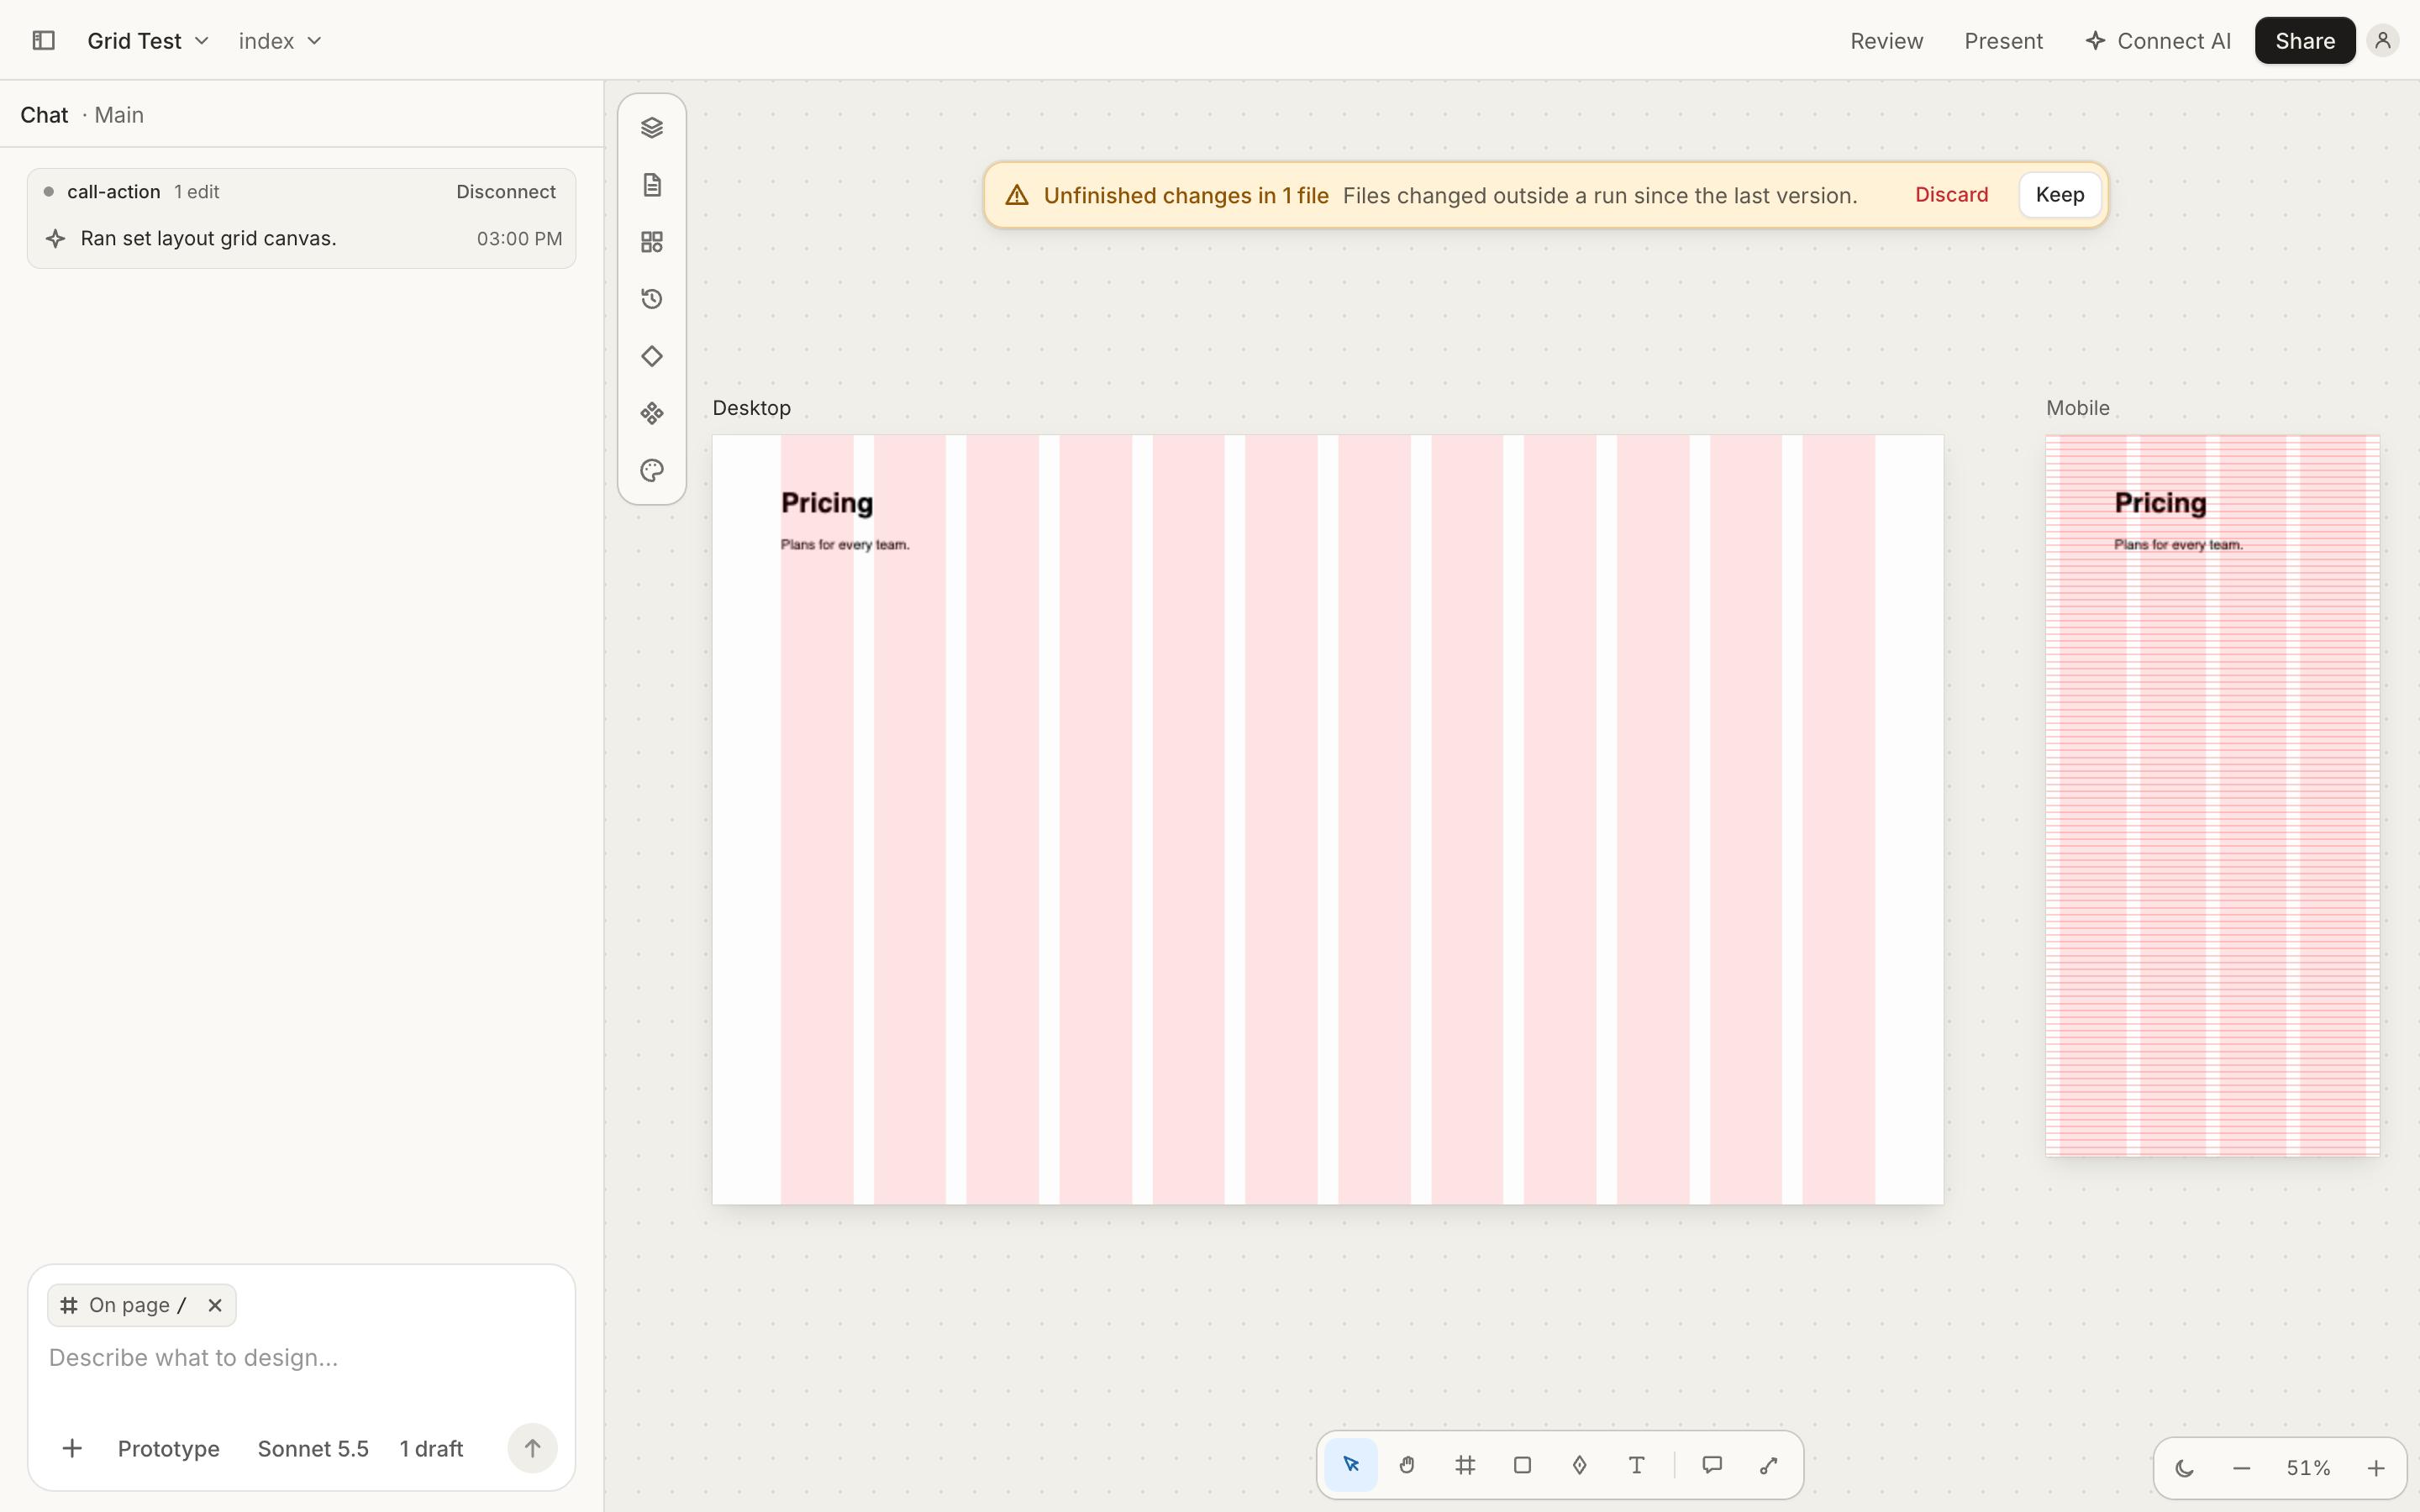 Grid Test
index
Review
Present
Connect AI
Share
Chat · Main
call-action 1 edit Disconnect
Ran set layout grid canvas. 03:00 PM
Unfinished changes in 1 file Files changed outside a run since the last version. Discard Keep
Desktop
Mobile
Pricing
Plans for every team.
Pricing
Plans for every team.
On page /
Describe what to design...
Prototype Sonnet 5.5 1 draft
51%